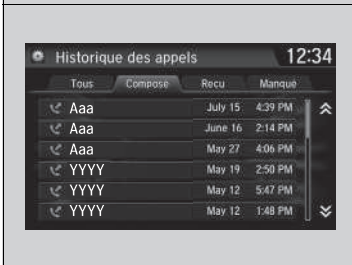 Historique des appels 12:34
Tous Composé Recu Manqué
Aaa July 15 4:39 PM
Aaa June 16 2:14 PM
Aaa May 27 4:06 PM
YYYY May 19 2:50 PM
YYYY May 12 5:47 PM
YYYY May 12 1:48 PM